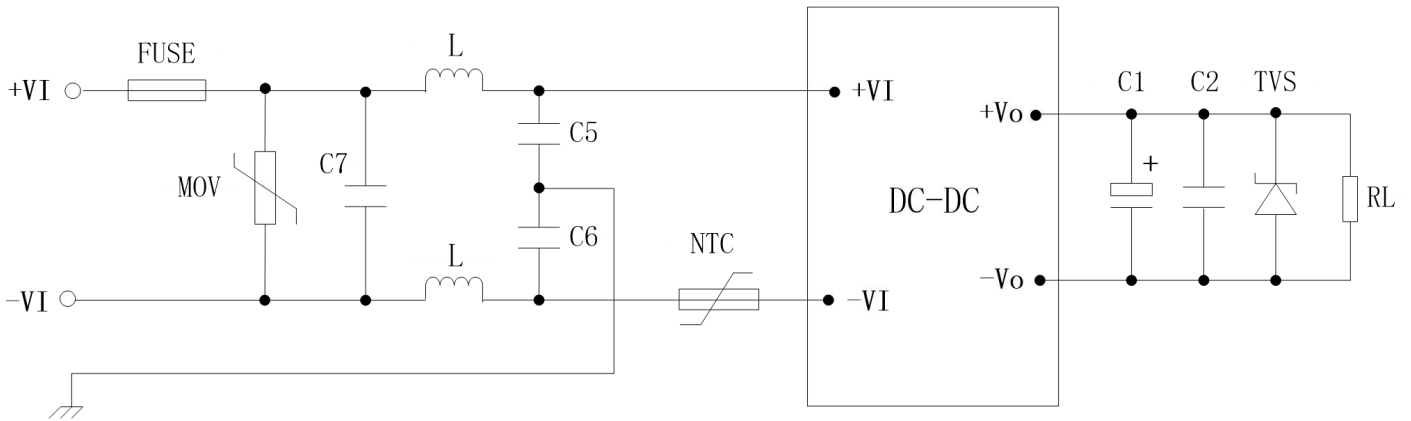 FUSE
L
+VI
+VI
C1
C2
TVS
+Vo
C5
C7
MOV
+
DC-DC
RL
C6
NTC
L
-Vo
-VI
-VI